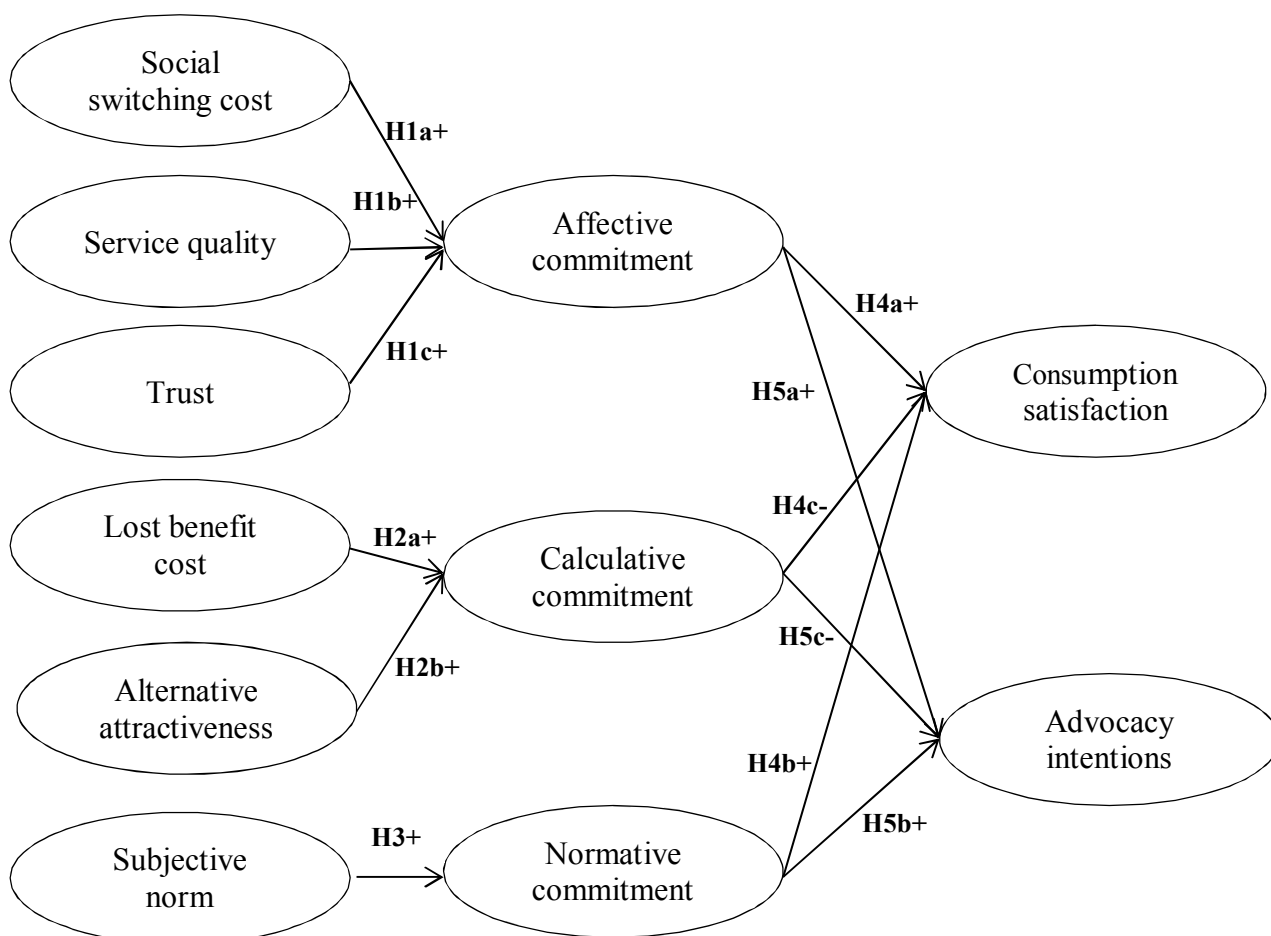 Social
switching cost
H1a+
H1b+
Service quality
Affective
commitment
H1c+
Trust
H4a+
H5a+
Consumption
satisfaction
Lost benefit
cost
H2a+
Calculative
commitment
H4c-
H5c-
H2b+
Alternative
attractiveness
H4b+
Advocacy
intentions
H5b+
H3+
Subjective
norm
Normative
commitment